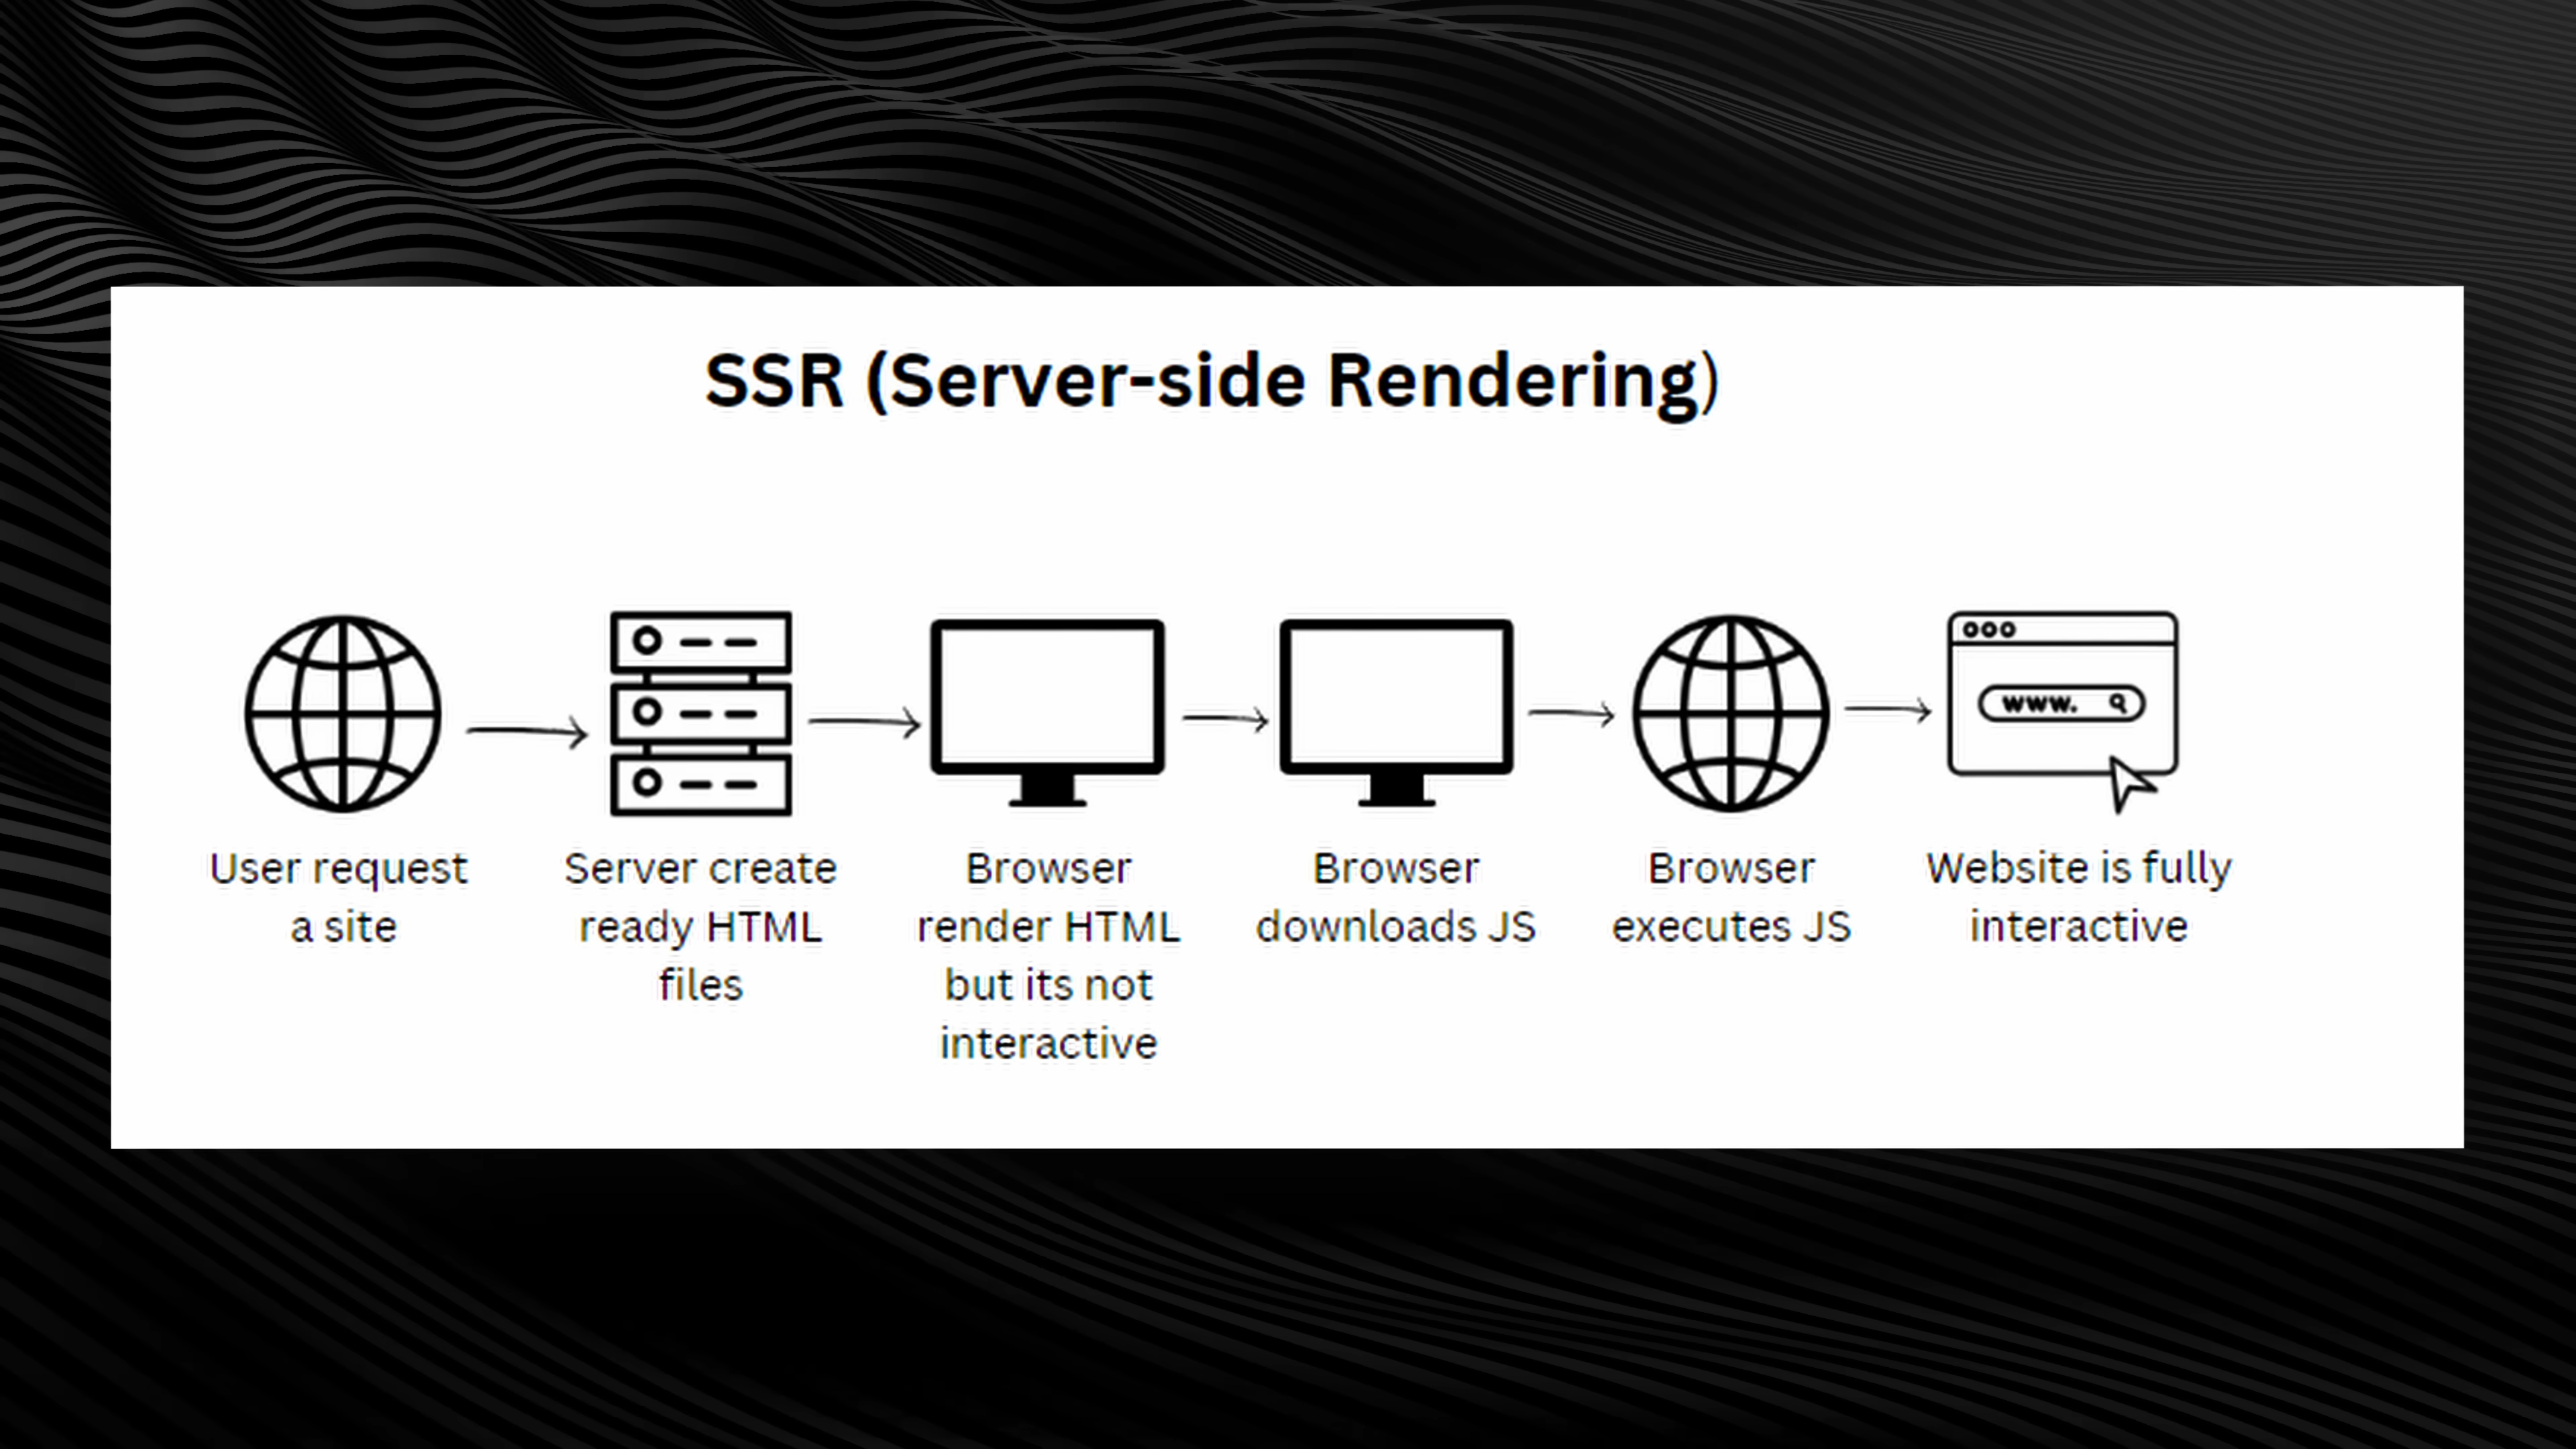 SSR (Server-side Rendering)
www.
User request
a site
Server create
ready HTML
files
Browser
render HTML
but its not
interactive
Browser
downloads JS
Browser
executes JS
Website is fully
interactive